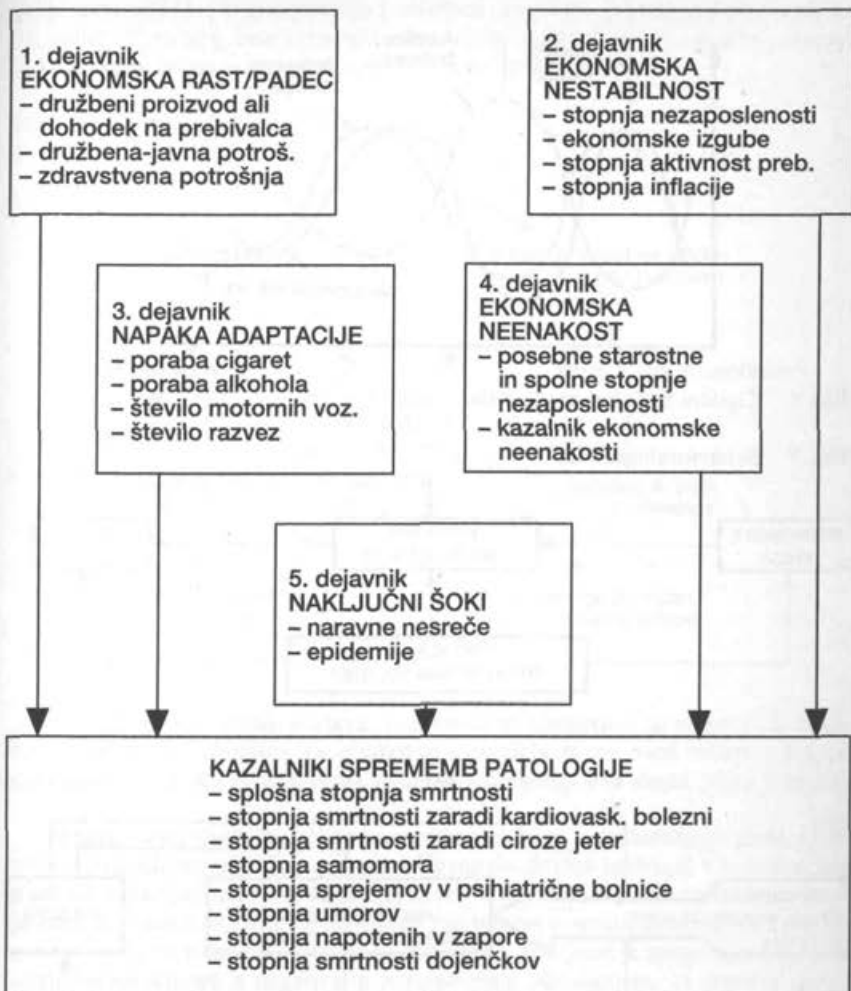 1. dejavnik
EKONOMSKA RAST/PADEC
– družbeni proizvod ali
dohodek na prebivalca
– družbena-javna potroš.
– zdravstvena potrošnja
2. dejavnik
EKONOMSKA
NESTABILNOST
– stopnja nezaposlenosti
– ekonomske izgube
– stopnja aktivnost preb.
– stopnja inflacije
3. dejavnik
NAPAKA ADAPTACIJE
– poraba cigaret
– poraba alkohola
– število motornih voz.
– število razvez
4. dejavnik
EKONOMSKA
NEENAKOST
– posebne starostne
in spolne stopnje
nezaposlenosti
– kazalnik ekonomske
neenakosti
5. dejavnik
NAKLJUČNI ŠOKI
– naravne nesreče
– epidemije
KAZALNIKI SPREMEMB PATOLOGIJE
– splošna stopnja smrtnosti
– stopnja smrtnosti zaradi kardiovask. bolezni
– stopnja smrtnosti zaradi ciroze jeter
– stopnja samomora
– stopnja sprejemov v psihiatrične bolnice
– stopnja umorov
– stopnja napotenih v zapore
– stopnja smrtnosti dojenčkov